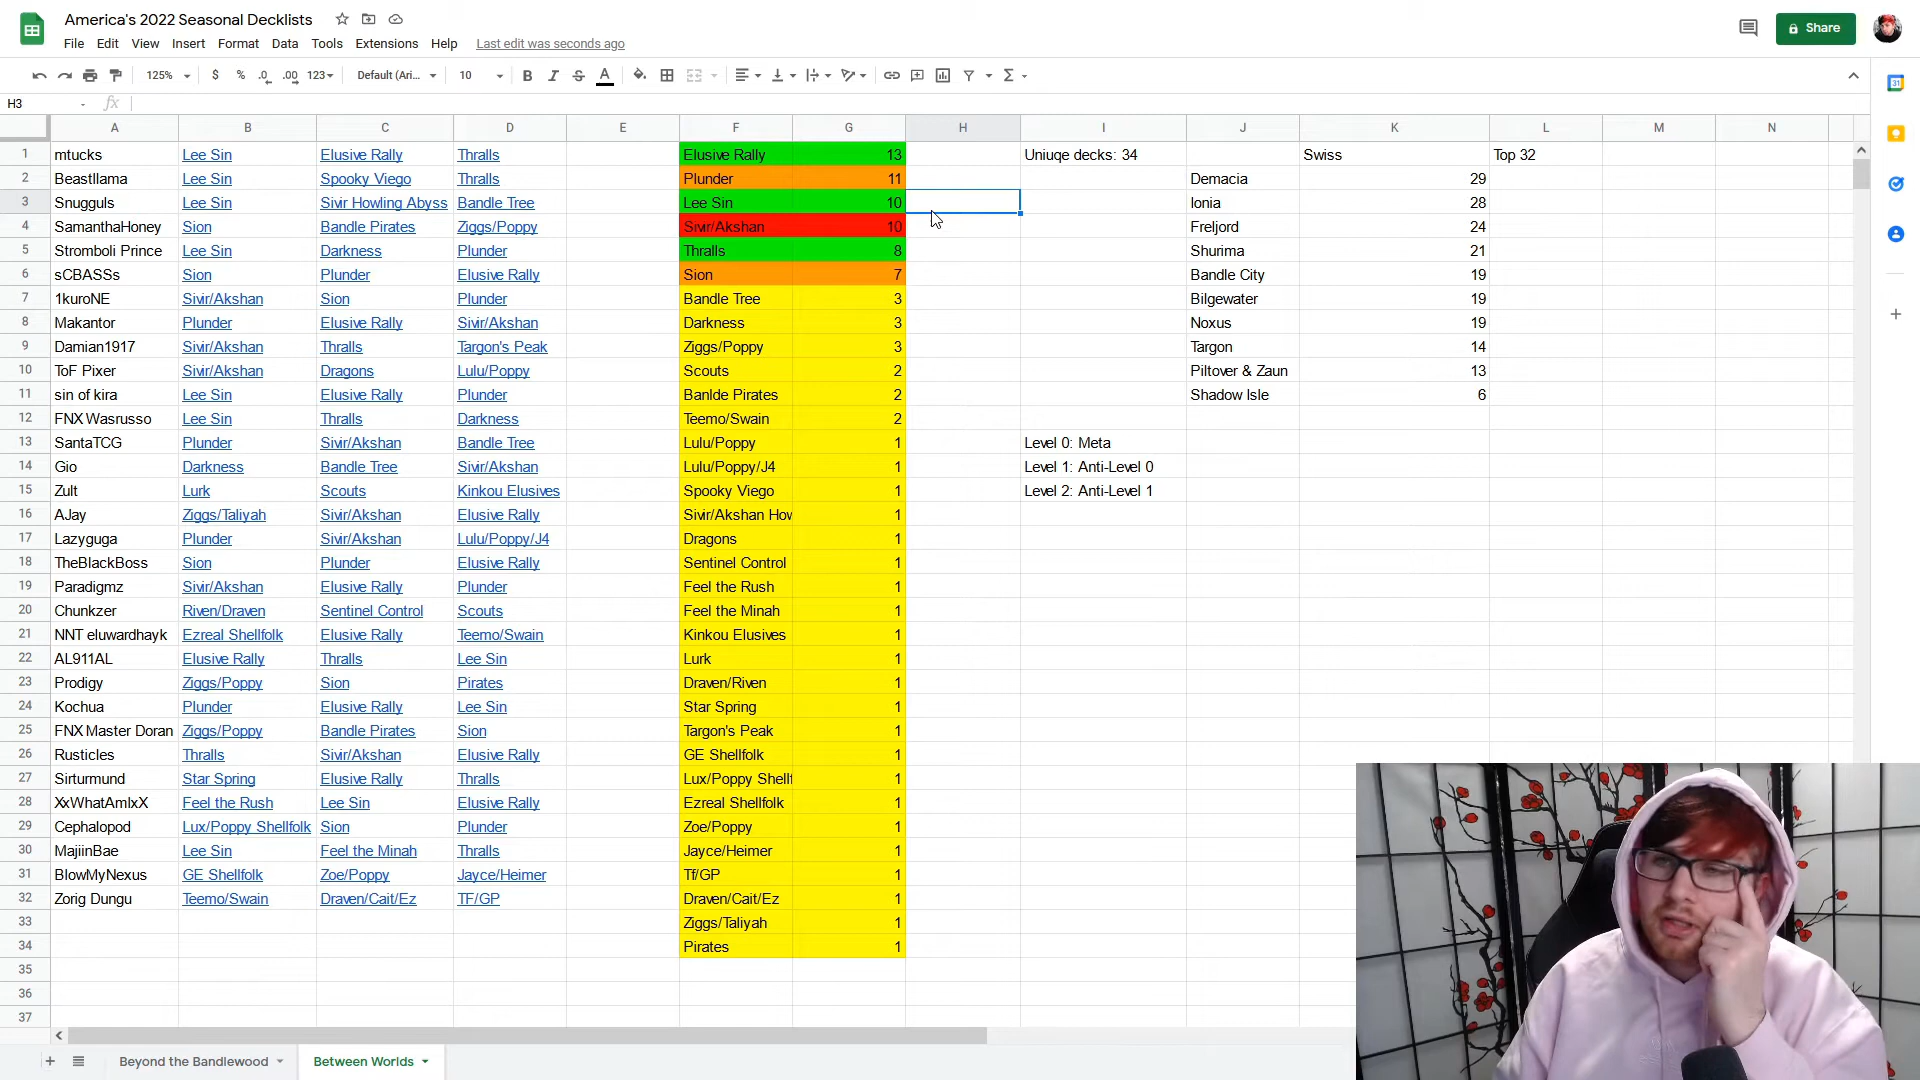 America's 2022 Seasonal Decklists
Share
File Edit View Insert Format Data Tools Extensions Help Last edit was seconds ago
125% $ % .0 .00 123 Default (Ari... 10 B I S A Σ
H3 fx
A B C D E F G H I J K L M N
1 mtucks Lee Sin Elusive Rally Thralls Elusive Rally 13 Uniuqe decks: 34 Swiss Top 32
2 Beastllama Lee Sin Spooky Viego Thralls Plunder 11 Demacia 29
3 Snugguls Lee Sin Sivir Howling Abyss Bandle Tree Lee Sin 10 Ionia 28
4 SamanthaHoney Sion Bandle Pirates Ziggs/Poppy Sivir/Akshan 10 Freljord 24
5 Stromboli Prince Lee Sin Darkness Plunder Thralls 8 Shurima 21
6 sCBASSs Sion Plunder Elusive Rally Sion 7 Bandle City 19
7 1kuroNE Sivir/Akshan Sion Plunder Bandle Tree 3 Bilgewater 19
8 Makantor Plunder Elusive Rally Sivir/Akshan Darkness 3 Noxus 19
9 Damian1917 Sivir/Akshan Thralls Targon's Peak Ziggs/Poppy 3 Targon 14
10 ToF Pixer Sivir/Akshan Dragons Lulu/Poppy Scouts 2 Piltover & Zaun 13
11 sin of kira Lee Sin Elusive Rally Plunder Banlde Pirates 2 Shadow Isle 6
12 FNX Wasrusso Lee Sin Thralls Darkness Teemo/Swain 2
13 SantaTCG Plunder Sivir/Akshan Bandle Tree Lulu/Poppy 1 Level 0: Meta
14 Gio Darkness Bandle Tree Sivir/Akshan Lulu/Poppy/J4 1 Level 1: Anti-Level 0
15 Zult Lurk Scouts Kinkou Elusives Spooky Viego 1 Level 2: Anti-Level 1
16 AJay Ziggs/Taliyah Sivir/Akshan Elusive Rally Sivir/Akshan How 1
17 Lazyguga Plunder Sivir/Akshan Lulu/Poppy/J4 Dragons 1
18 TheBlackBoss Sion Plunder Elusive Rally Sentinel Control 1
19 Paradigmz Sivir/Akshan Elusive Rally Plunder Feel the Rush 1
20 Chunkzer Riven/Draven Sentinel Control Scouts Feel the Minah 1
21 NNT eluwardhayk Ezreal Shellfolk Elusive Rally Teemo/Swain Kinkou Elusives 1
22 AL911AL Elusive Rally Thralls Lee Sin Lurk 1
23 Prodigy Ziggs/Poppy Sion Pirates Draven/Riven 1
24 Kochua Plunder Elusive Rally Lee Sin Star Spring 1
25 FNX Master Doran Ziggs/Poppy Bandle Pirates Sion Targon's Peak 1
26 Rusticles Thralls Sivir/Akshan Elusive Rally GE Shellfolk 1
27 Sirturmund Star Spring Elusive Rally Thralls Lux/Poppy Shellf 1
28 XxWhatAmIxX Feel the Rush Lee Sin Elusive Rally Ezreal Shellfolk 1
29 Cephalopod Lux/Poppy Shellfolk Sion Plunder Zoe/Poppy 1
30 MajiinBae Lee Sin Feel the Minah Thralls Jayce/Heimer 1
31 BlowMyNexus GE Shellfolk Zoe/Poppy Jayce/Heimer Tf/GP 1
32 Zorig Dungu Teemo/Swain Draven/Cait/Ez TF/GP Draven/Cait/Ez 1
33 Ziggs/Taliyah 1
34 Pirates 1
35
36
37
Beyond the Bandlewood Between Worlds